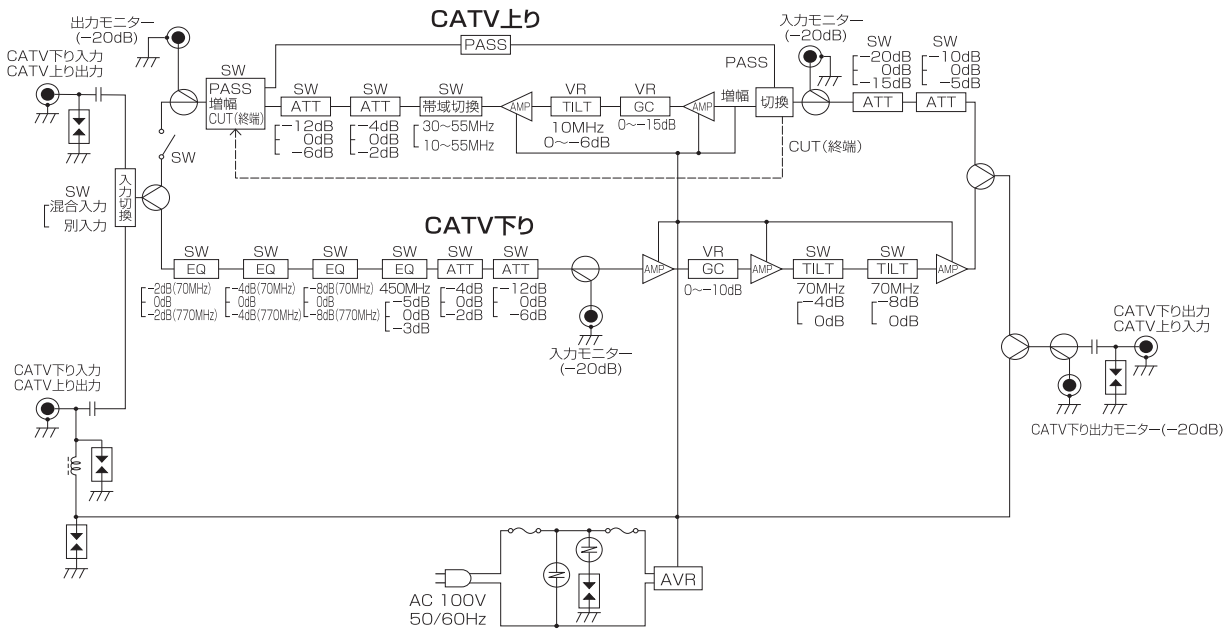 CATV上り
出力モニター
(−20dB)
CATV下り入力
CATV上り出力
SW
PASS
増幅
CUT(終端)
PASS
SW
ATT
−12dB
0dB
−6dB
SW
ATT
−4dB
0dB
−2dB
SW
帯域切換
30〜55MHz
10〜55MHz
AMP
VR
TILT
10MHz
0〜−6dB
VR
GC
0〜−15dB
AMP
増幅
PASS
切換
CUT(終端)
入力モニター
(−20dB)
SW
−20dB
0dB
−15dB
ATT
SW
−10dB
0dB
−5dB
ATT
SW
SW
混合入力
別入力
入力切換
CATV下り
SW
EQ
−2dB(70MHz)
0dB
−2dB(770MHz)
SW
EQ
−4dB(70MHz)
0dB
−4dB(770MHz)
SW
EQ
−8dB(70MHz)
0dB
−8dB(770MHz)
SW
EQ
450MHz
−5dB
0dB
−3dB
SW
ATT
−4dB
0dB
−2dB
SW
ATT
−12dB
0dB
−6dB
入力モニター
(−20dB)
AMP
VR
GC
0〜−10dB
AMP
SW
TILT
70MHz
−4dB
0dB
SW
TILT
70MHz
−8dB
0dB
AMP
CATV下り出力
CATV上り入力
CATV下り出力モニター(−20dB)
CATV下り入力
CATV上り出力
AC 100V
50/60Hz
AVR